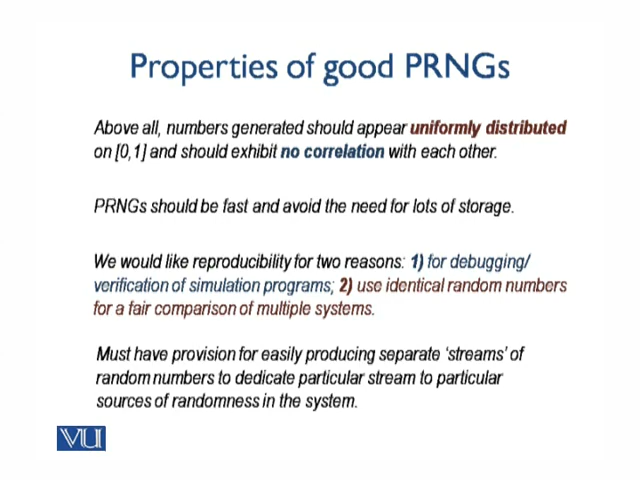 Properties of good PRNGs
Above all, numbers generated should appear uniformly distributed
on [0,1] and should exhibit no correlation with each other.
PRNGs should be fast and avoid the need for lots of storage.
We would like reproducibility for two reasons: 1) for debugging/
verification of simulation programs; 2) use identical random numbers
for a fair comparison of multiple systems.
Must have provision for easily producing separate ‘streams’ of
random numbers to dedicate particular stream to particular
sources of randomness in the system.
VU